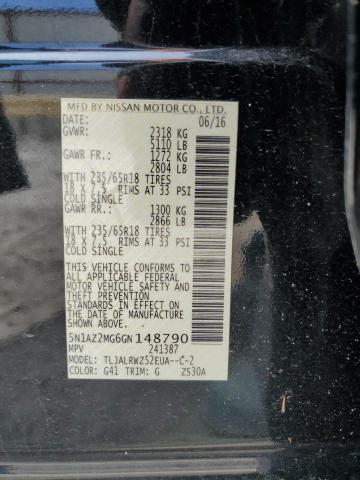 MFD BY NISSAN MOTOR CO., LTD.
DATE: 06/16
GVWR: 2318 KG
5110 LB
GAWR FR.: 1272 KG
2804 LB
WITH 235/65R18 TIRES
18 X 7.5 RIMS AT 33 PSI
COLD SINGLE
GAWR RR.: 1300 KG
2866 LB
WITH 235/65R18 TIRES
18 X 7.5 RIMS AT 33 PSI
COLD SINGLE
THIS VEHICLE CONFORMS TO
ALL APPLICABLE FEDERAL
MOTOR VEHICLE SAFETY AND
THEFT PREVENTION
STANDARDS IN EFFECT ON
THE DATE OF MANUFACTURE
SHOWN ABOVE.
5N1AZ2MG6GN148790
MPV 241387
MODEL: TLJALRWZ52EUA--C-2
COLOR: G41 TRIM: G ZS30A